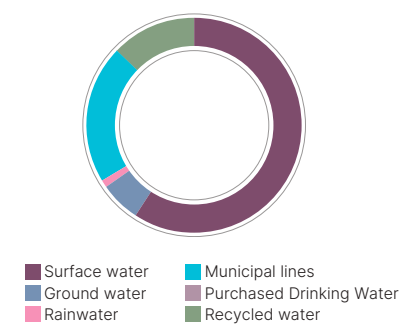 Surface water
Municipal lines
Ground water
Purchased Drinking Water
Rainwater
Recycled water